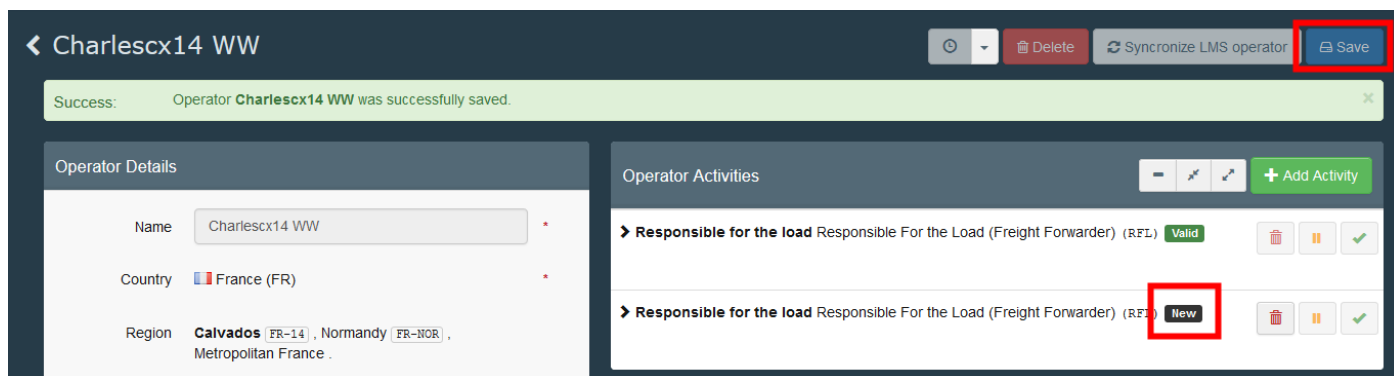 Charlescx14 WW
Delete
Syncronize LMS operator
Save
Success: Operator Charlescx14 WW was successfully saved.
×
Operator Details
Name Charlescx14 WW *
Country France (FR) *
Region Calvados FR-14 , Normandy FR-NOR ,
Metropolitan France .
Operator Activities
Add Activity
Responsible for the load Responsible For the Load (Freight Forwarder) (RFL) Valid
Responsible for the load Responsible For the Load (Freight Forwarder) (RFL) New